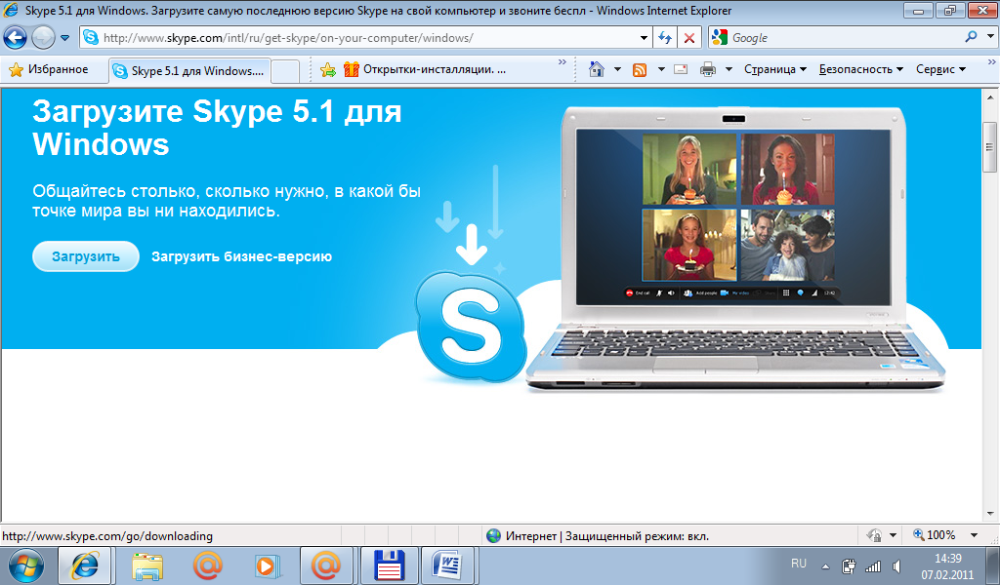 Skype 5.1 для Windows. Загрузите самую последнюю версию Skype на свой компьютер и звоните беспл - Windows Internet Explorer
http://www.skype.com/intl/ru/get-skype/on-your-computer/windows/
Google
Избранное
Skype 5.1 для Windows....
Открытки-инсталляции. ...
Страница
Безопасность
Сервис
Загрузите Skype 5.1 для
Windows
Общайтесь столько, сколько нужно, в какой бы
точке мира вы ни находились.
Загрузить
Загрузить бизнес-версию
S
End call
Add people
My video
12:42
http://www.skype.com/go/downloading
Интернет | Защищенный режим: вкл.
100%
RU
14:39
07.02.2011